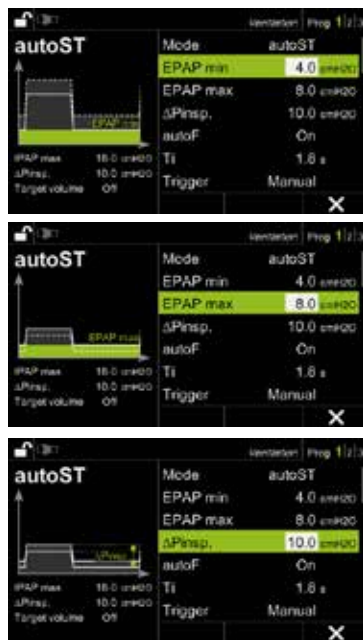 Ventilation Prog 1 2
autoST
Mode autoST
EPAP min 4.0 cmH2O
EPAP max 8.0 cmH2O
ΔPinsp. 10.0 cmH2O
autoF On
Ti 1.8 s
Trigger Manual
EPAP min
IPAP max 18.0 cmH2O
ΔPinsp. 10.0 cmH2O
Target volume Off
Ventilation Prog 1 2
autoST
Mode autoST
EPAP min 4.0 cmH2O
EPAP max 8.0 cmH2O
ΔPinsp. 10.0 cmH2O
autoF On
Ti 1.8 s
Trigger Manual
EPAP max
IPAP max 18.0 cmH2O
ΔPinsp. 10.0 cmH2O
Target volume Off
Ventilation Prog 1 2
autoST
Mode autoST
EPAP min 4.0 cmH2O
EPAP max 8.0 cmH2O
ΔPinsp. 10.0 cmH2O
autoF On
Ti 1.8 s
Trigger Manual
ΔPinsp.
IPAP max 18.0 cmH2O
ΔPinsp. 10.0 cmH2O
Target volume Off